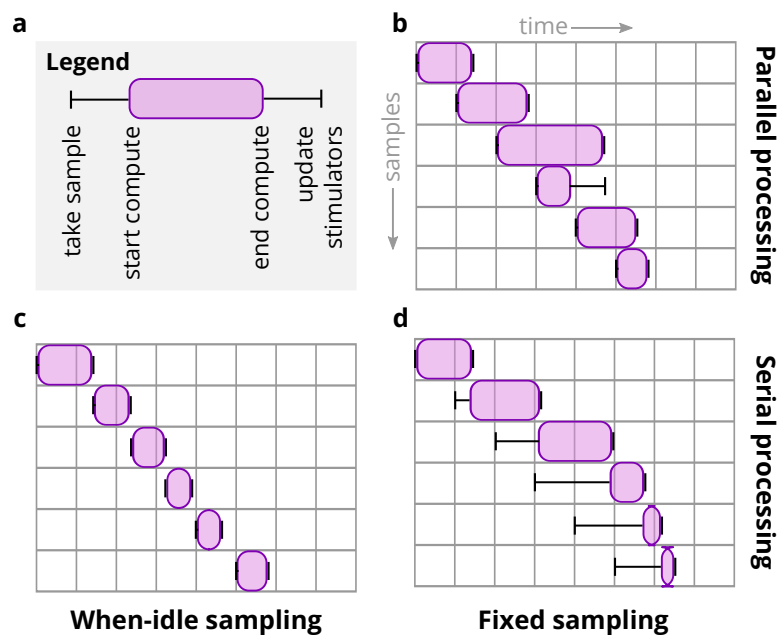 a
Legend
take sample
start compute
end compute
update
stimulators
b
time
samples
Parallel processing
c
d
Serial processing
When-idle sampling
Fixed sampling